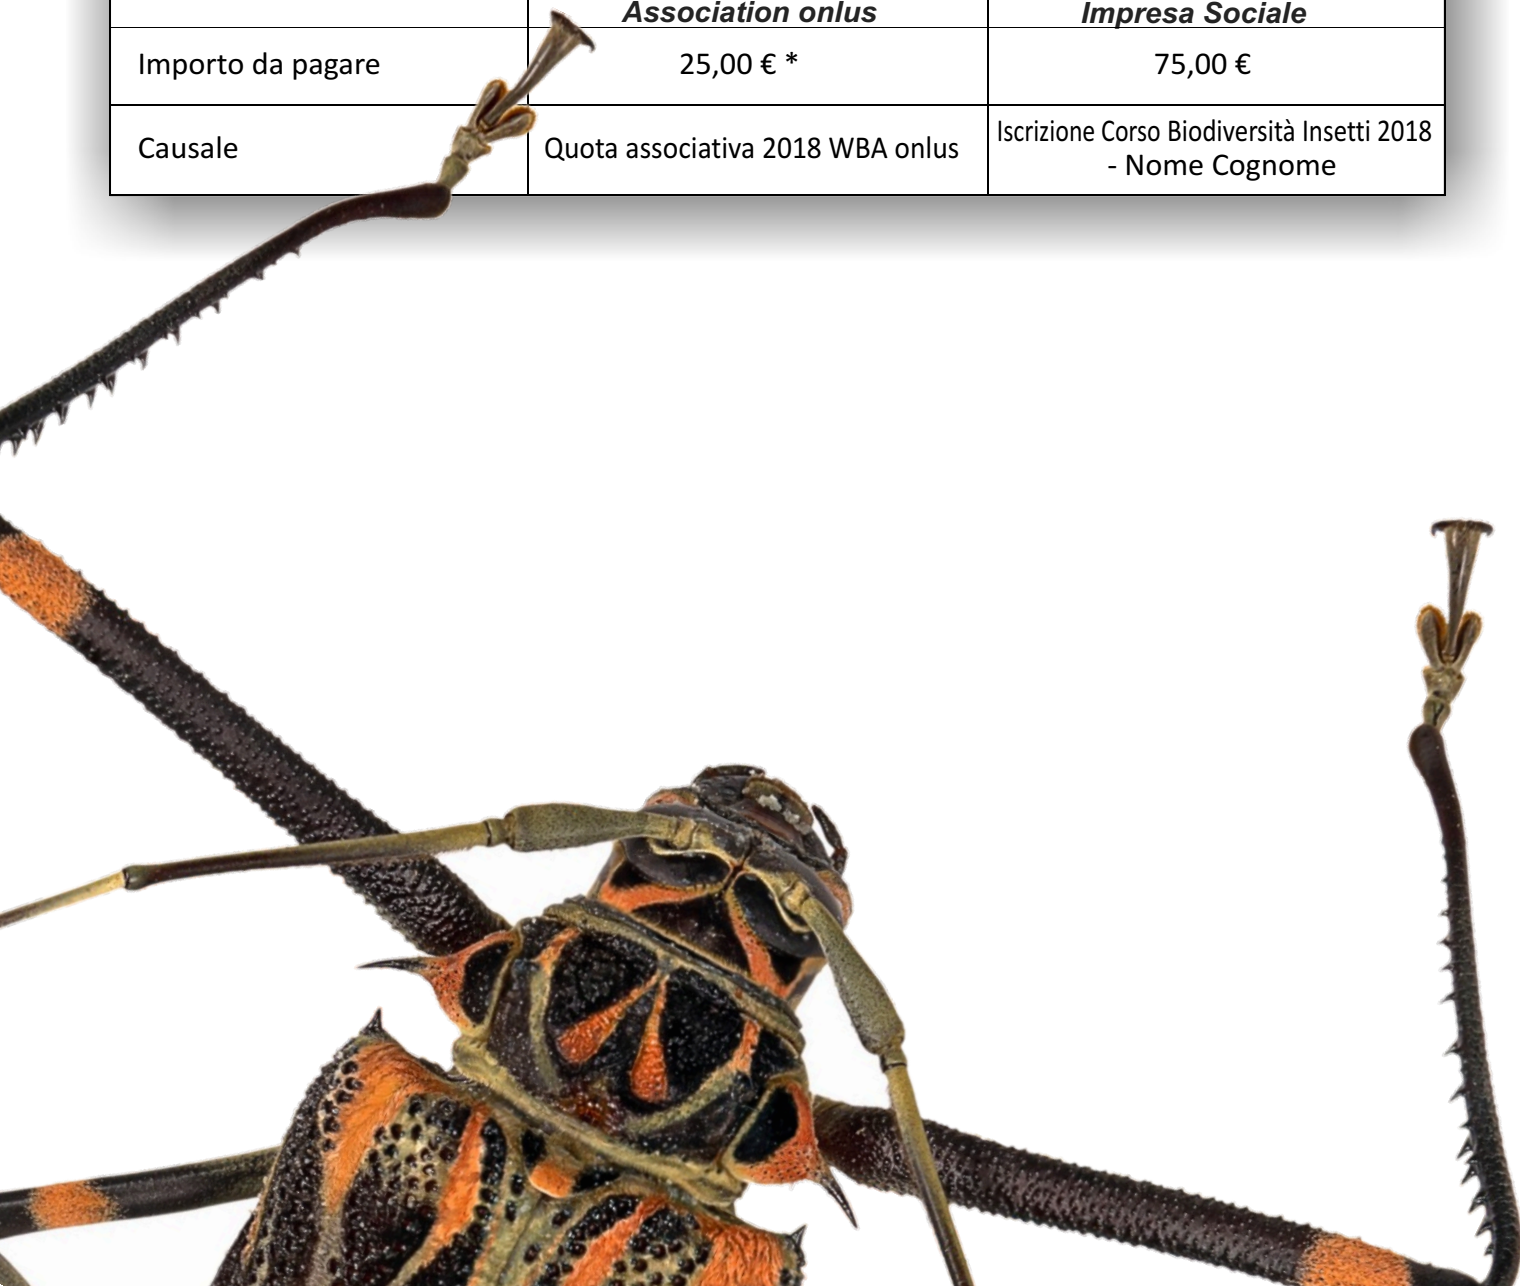 Association onlus
Impresa Sociale
Importo da pagare
25,00 € *
75,00 €
Causale
Quota associativa 2018 WBA onlus
Iscrizione Corso Biodiversità Insetti 2018
- Nome Cognome